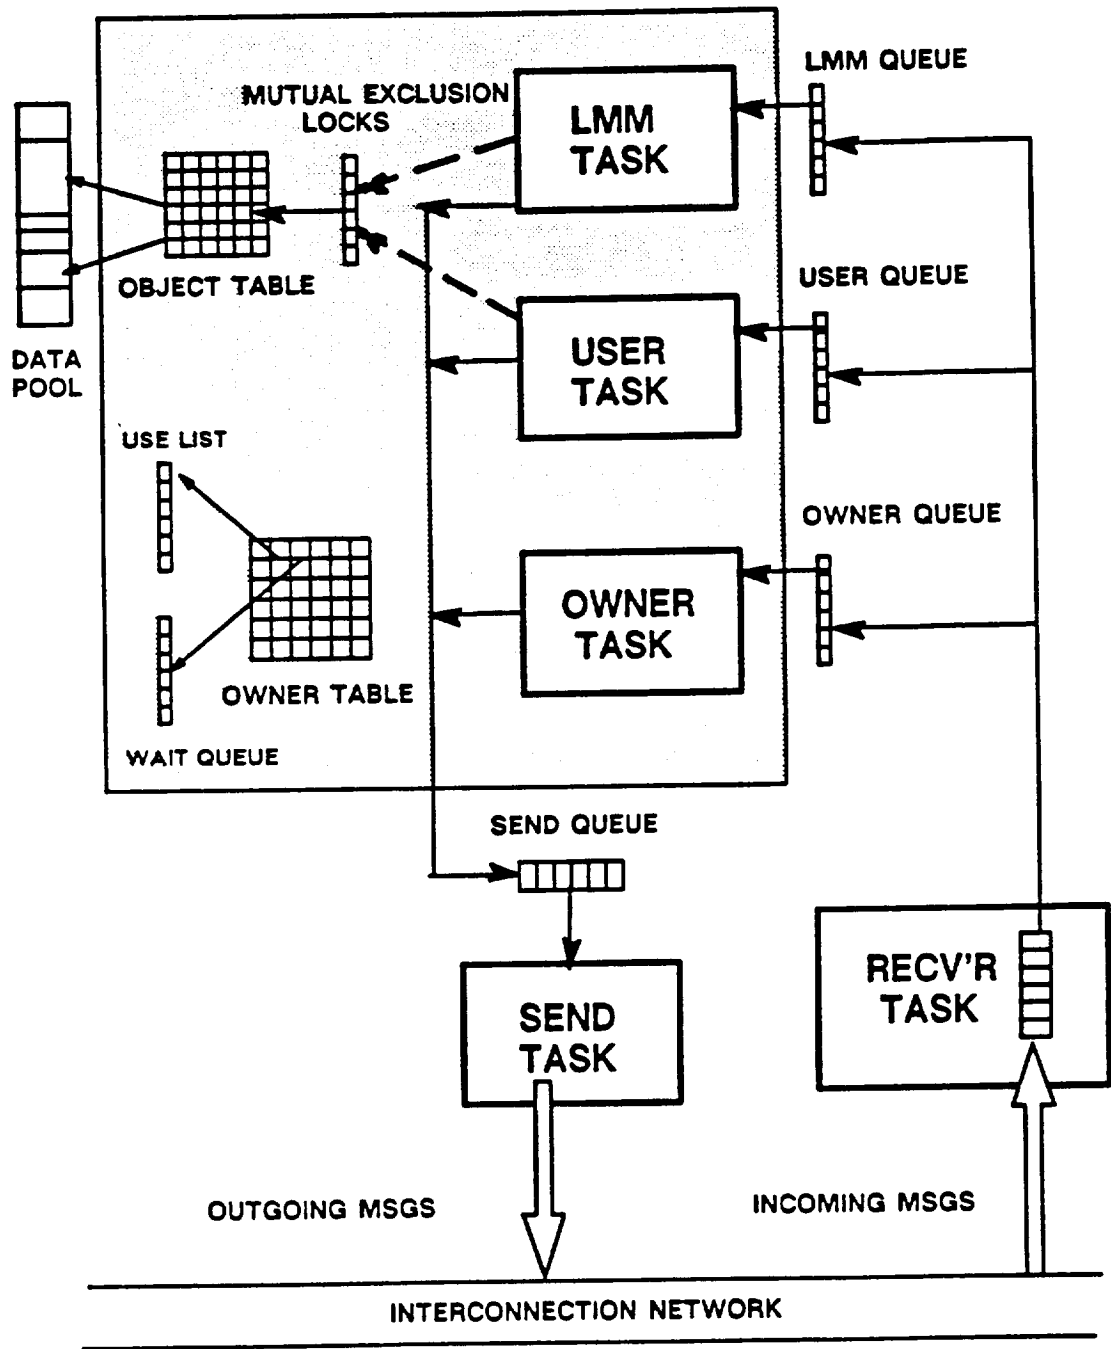 LMM QUEUE
MUTUAL EXCLUSION
LOCKS
LMM
TASK
OBJECT TABLE
USER QUEUE
DATA
POOL
USER
TASK
USE LIST
OWNER QUEUE
OWNER
TASK
OWNER TABLE
WAIT QUEUE
SEND QUEUE
RECV'R
TASK
SEND
TASK
OUTGOING MSGS
INCOMING MSGS
INTERCONNECTION NETWORK